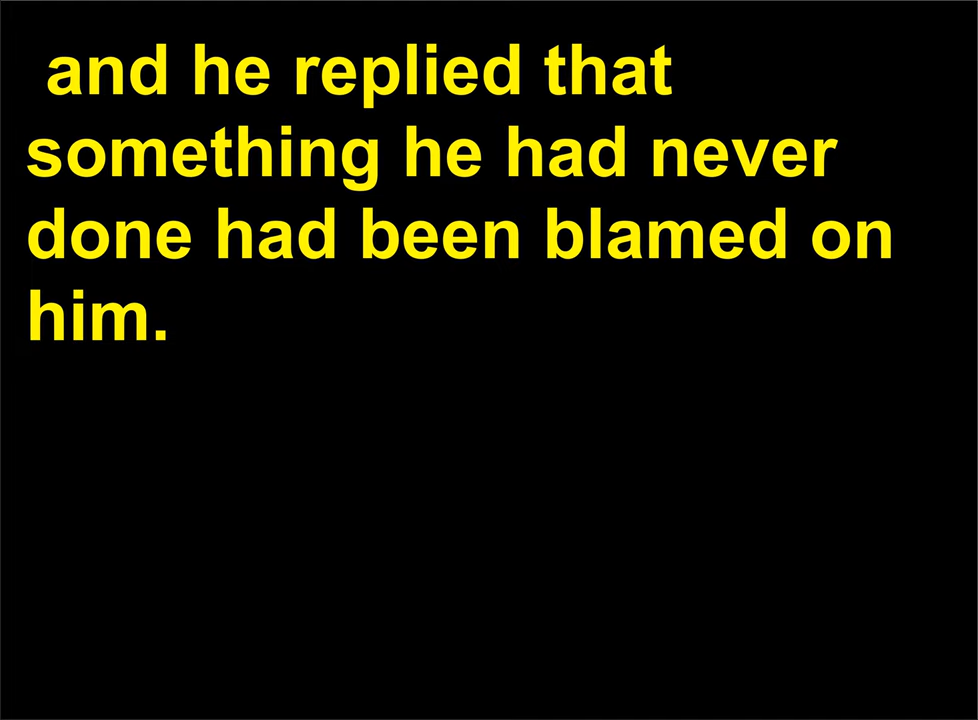 and he replied that
something he had never
done had been blamed on
him.